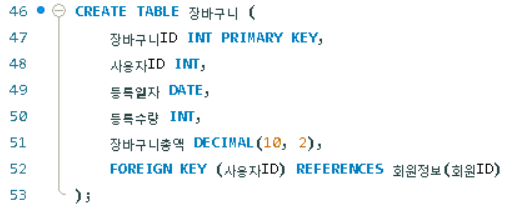 46 CREATE TABLE 장바구니 (
47 장바구니ID INT PRIMARY KEY,
48 사용자ID INT,
49 등록일자 DATE,
50 등록수량 INT,
51 장바구니총액 DECIMAL(10, 2),
52 FOREIGN KEY (사용자ID) REFERENCES 회원정보(회원ID)
53 );